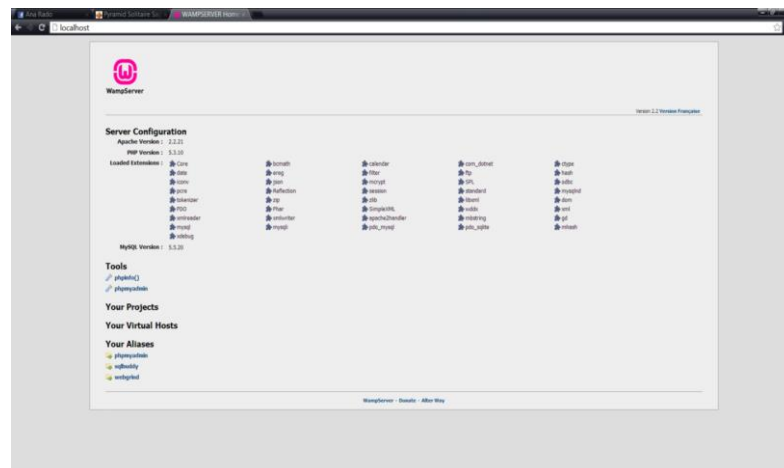 Ana Rado
Pyramid Solitaire
WAMPSERVER Home
localhost
WampServer
Version 2.2 Version Française
Server Configuration
Apache Version : 2.2.21
PHP Version : 5.3.10
Loaded Extensions : Core bcmath calendar com_dotnet ctype
date ereg filter ftp hash
iconv json mcrypt SPL odbc
pcre Reflection session standard mysqlnd
tokenizer zip zlib libxml dom
PDO Phar SimpleXML wddx xml
xmlreader xmlwriter apache2handler mbstring gd
mysql mysqli pdo_mysql pdo_sqlite mhash
xdebug
MySQL Version : 5.5.20
Tools
phpinfo()
phpmyadmin
Your Projects
Your Virtual Hosts
Your Aliases
phpmyadmin
sqlbuddy
webgrind
WampServer - Donate - Alter Way